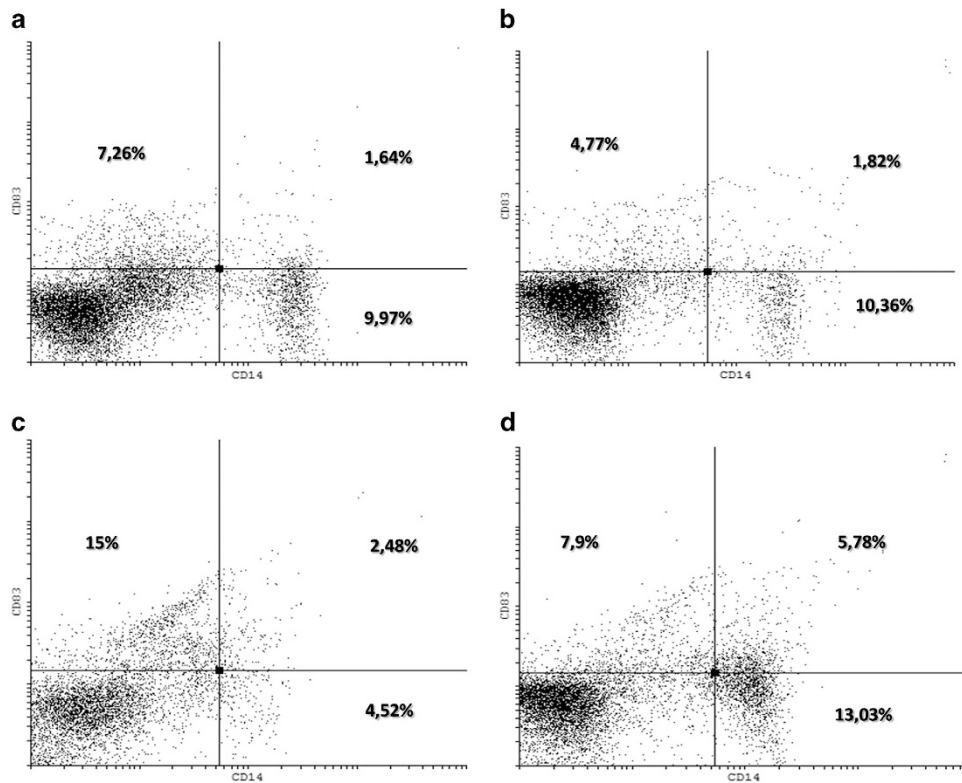 a
7,26%
1,64%
9,97%
CD83
CD14
b
4,77%
1,82%
10,36%
CD83
CD14
c
15%
2,48%
4,52%
CD83
CD14
d
7,9%
5,78%
13,03%
CD83
CD14